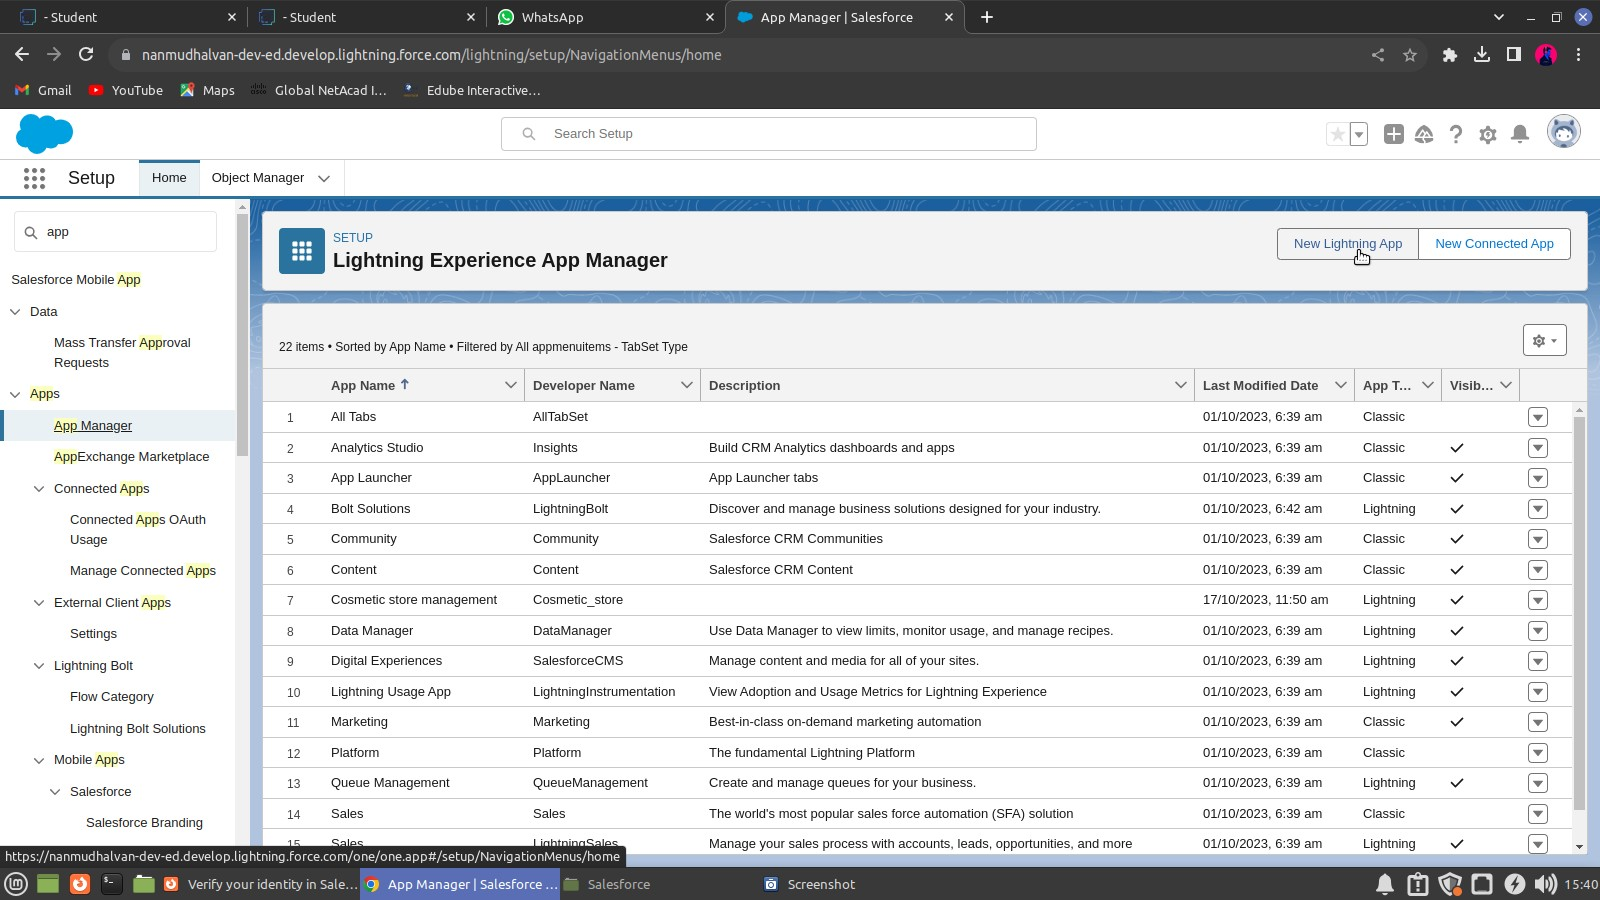 - Student
- Student
WhatsApp
App Manager | Salesforce
nanmudhalvan-dev-ed.develop.lightning.force.com/lightning/setup/NavigationMenus/home
Gmail
YouTube
Maps
Global NetAcad I...
Edube Interactive...
Search Setup
Setup
Home
Object Manager
app
Salesforce Mobile App
Data
Mass Transfer Approval
Requests
Apps
App Manager
AppExchange Marketplace
Connected Apps
Connected Apps OAuth
Usage
Manage Connected Apps
External Client Apps
Settings
Lightning Bolt
Flow Category
Lightning Bolt Solutions
Mobile Apps
Salesforce
Salesforce Branding
SETUP
Lightning Experience App Manager
New Lightning App
New Connected App
22 items • Sorted by App Name • Filtered by All appmenuitems - TabSet Type
App Name Developer Name Description Last Modified Date App T... Visib...
1 All Tabs AllTabSet 01/10/2023, 6:39 am Classic
2 Analytics Studio Insights Build CRM Analytics dashboards and apps 01/10/2023, 6:39 am Classic
3 App Launcher AppLauncher App Launcher tabs 01/10/2023, 6:39 am Classic
4 Bolt Solutions LightningBolt Discover and manage business solutions designed for your industry. 01/10/2023, 6:42 am Lightning
5 Community Community Salesforce CRM Communities 01/10/2023, 6:39 am Classic
6 Content Content Salesforce CRM Content 01/10/2023, 6:39 am Classic
7 Cosmetic store management Cosmetic_store 17/10/2023, 11:50 am Lightning
8 Data Manager DataManager Use Data Manager to view limits, monitor usage, and manage recipes. 01/10/2023, 6:39 am Lightning
9 Digital Experiences SalesforceCMS Manage content and media for all of your sites. 01/10/2023, 6:39 am Lightning
10 Lightning Usage App LightningInstrumentation View Adoption and Usage Metrics for Lightning Experience 01/10/2023, 6:39 am Lightning
11 Marketing Marketing Best-in-class on-demand marketing automation 01/10/2023, 6:39 am Classic
12 Platform Platform The fundamental Lightning Platform 01/10/2023, 6:39 am Classic
13 Queue Management QueueManagement Create and manage queues for your business. 01/10/2023, 6:39 am Lightning
14 Sales Sales The world's most popular sales force automation (SFA) solution 01/10/2023, 6:39 am Classic
15 Sales LightningSales Manage your sales process with accounts, leads, opportunities, and more 01/10/2023, 6:39 am Lightning
https://nanmudhalvan-dev-ed.develop.lightning.force.com/one/one.app#/setup/NavigationMenus/home
Verify your identity in Sale...
App Manager | Salesforce ...
Salesforce
Screenshot
15:40